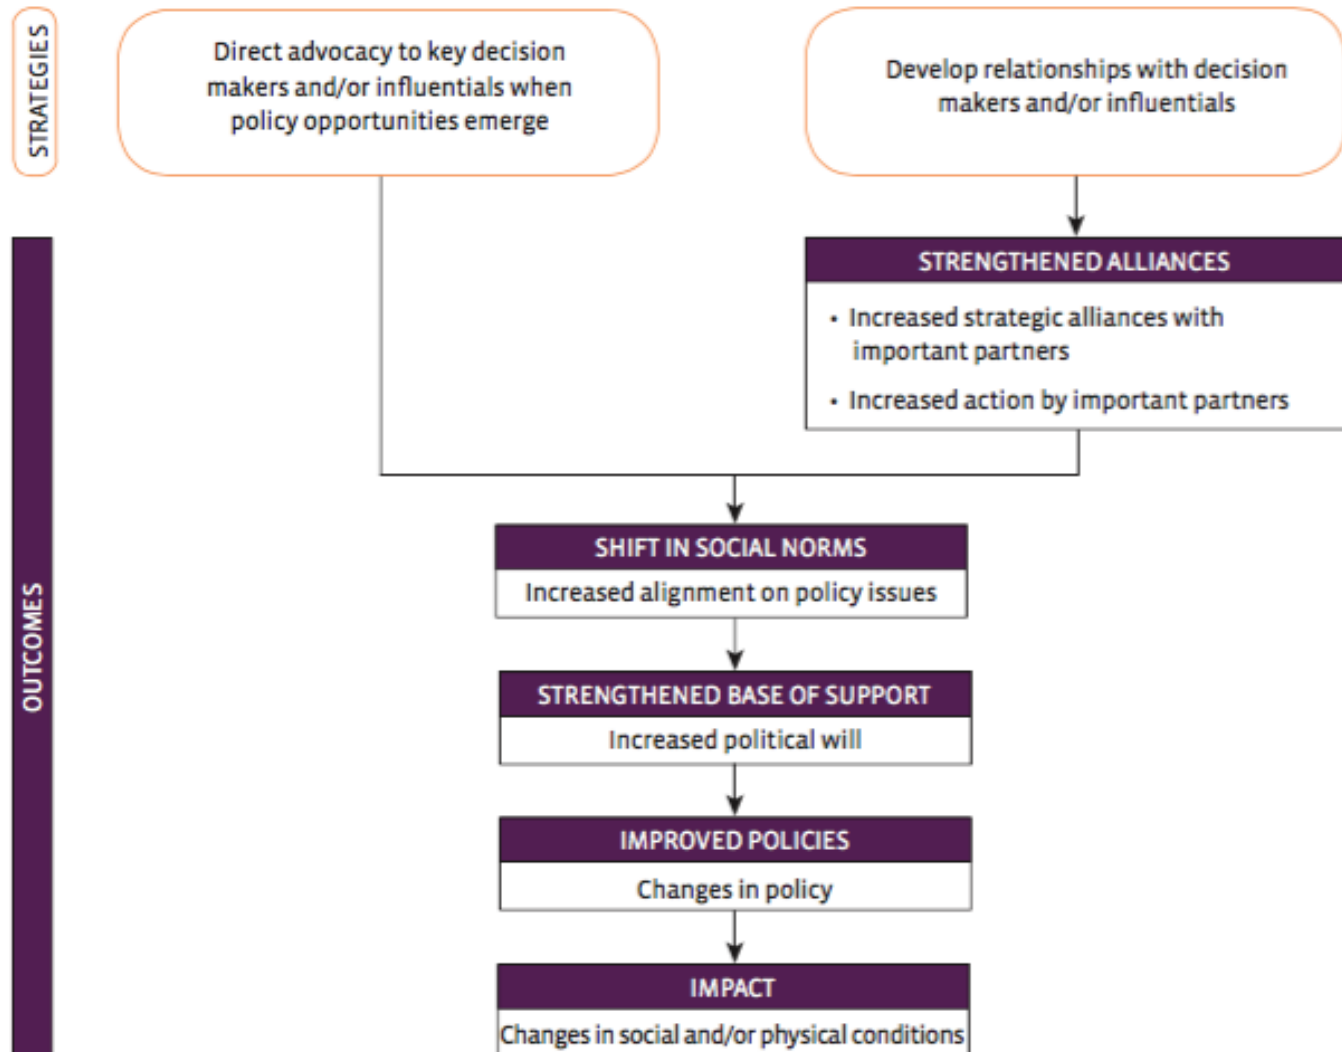 STRATEGIES
Direct advocacy to key decision
makers and/or influentials when
policy opportunities emerge
Develop relationships with decision
makers and/or influentials
OUTCOMES
STRENGTHENED ALLIANCES
• Increased strategic alliances with
important partners
• Increased action by important partners
SHIFT IN SOCIAL NORMS
Increased alignment on policy issues
STRENGTHENED BASE OF SUPPORT
Increased political will
IMPROVED POLICIES
Changes in policy
IMPACT
Changes in social and/or physical conditions